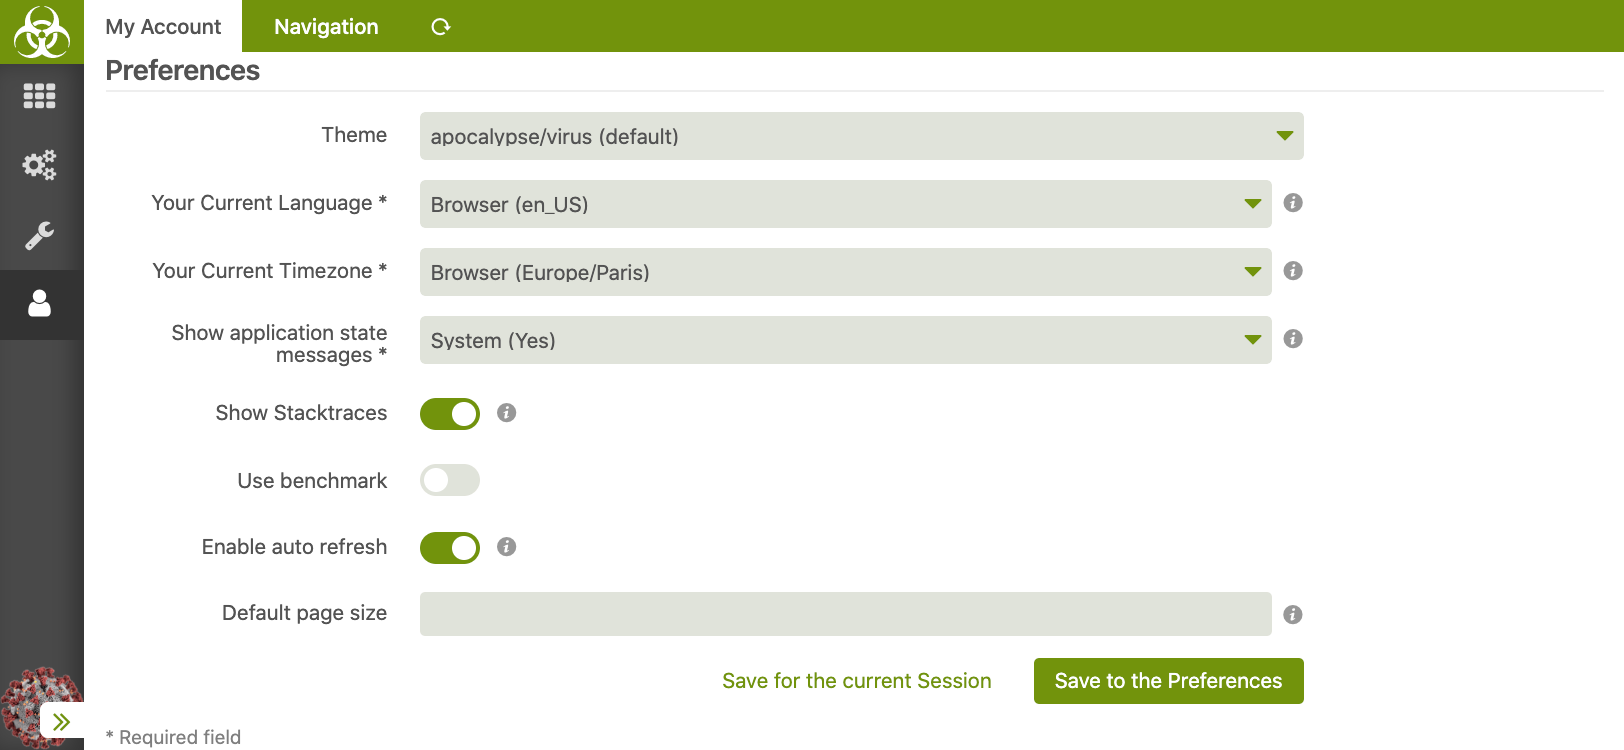 My Account
Navigation
Preferences
Theme
apocalypse/virus (default)
Your Current Language *
Browser (en_US)
Your Current Timezone *
Browser (Europe/Paris)
Show application state
messages *
System (Yes)
Show Stacktraces
Use benchmark
Enable auto refresh
Default page size
Save for the current Session
Save to the Preferences
* Required field